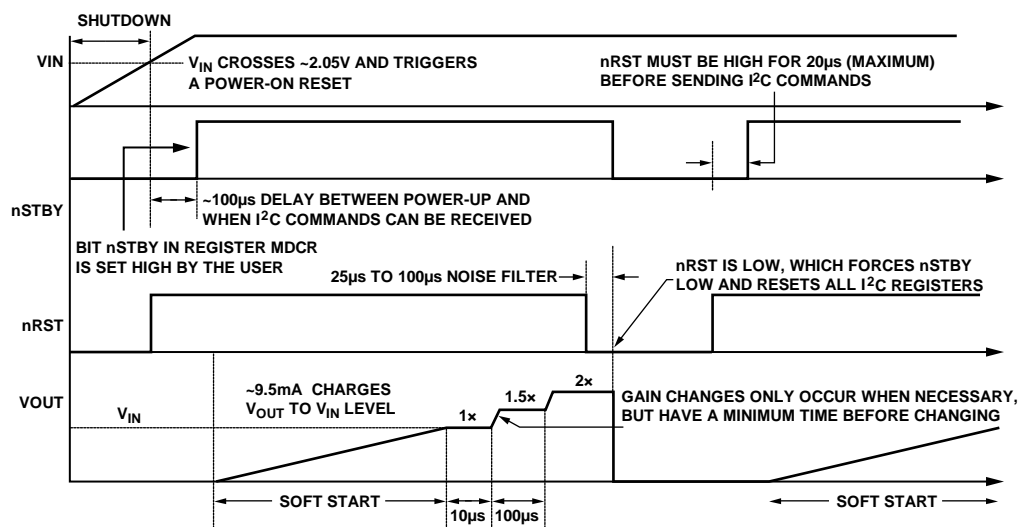 SHUTDOWN
VIN
VIN CROSSES ~2.05V AND TRIGGERS
A POWER-ON RESET
nRST MUST BE HIGH FOR 20µs (MAXIMUM)
BEFORE SENDING I2C COMMANDS
nSTBY
~100µs DELAY BETWEEN POWER-UP AND
WHEN I2C COMMANDS CAN BE RECEIVED
BIT nSTBY IN REGISTER MDCR
IS SET HIGH BY THE USER
25µs TO 100µs NOISE FILTER
nRST IS LOW, WHICH FORCES nSTBY
LOW AND RESETS ALL I2C REGISTERS
nRST
VOUT
~9.5mA CHARGES
VOUT TO VIN LEVEL
VIN
1×
1.5×
2×
GAIN CHANGES ONLY OCCUR WHEN NECESSARY,
BUT HAVE A MINIMUM TIME BEFORE CHANGING
SOFT START
10µs
100µs
SOFT START